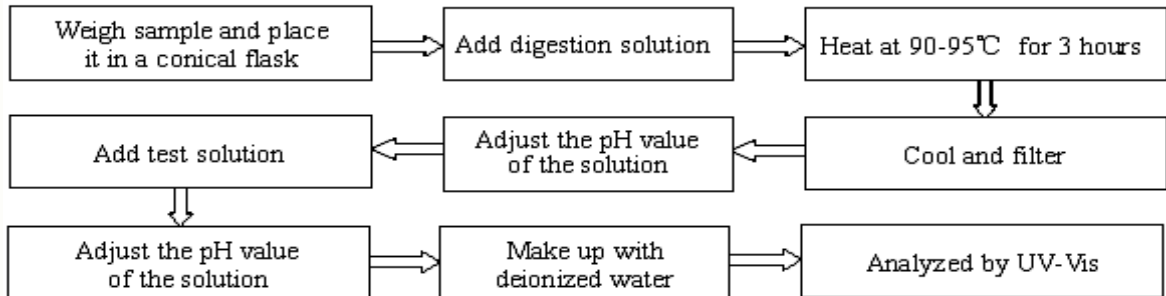 Weigh sample and place
it in a conical flask
Add digestion solution
Heat at 90-95℃ for 3 hours
Cool and filter
Adjust the pH value
of the solution
Add test solution
Adjust the pH value
of the solution
Make up with
deionized water
Analyzed by UV-Vis